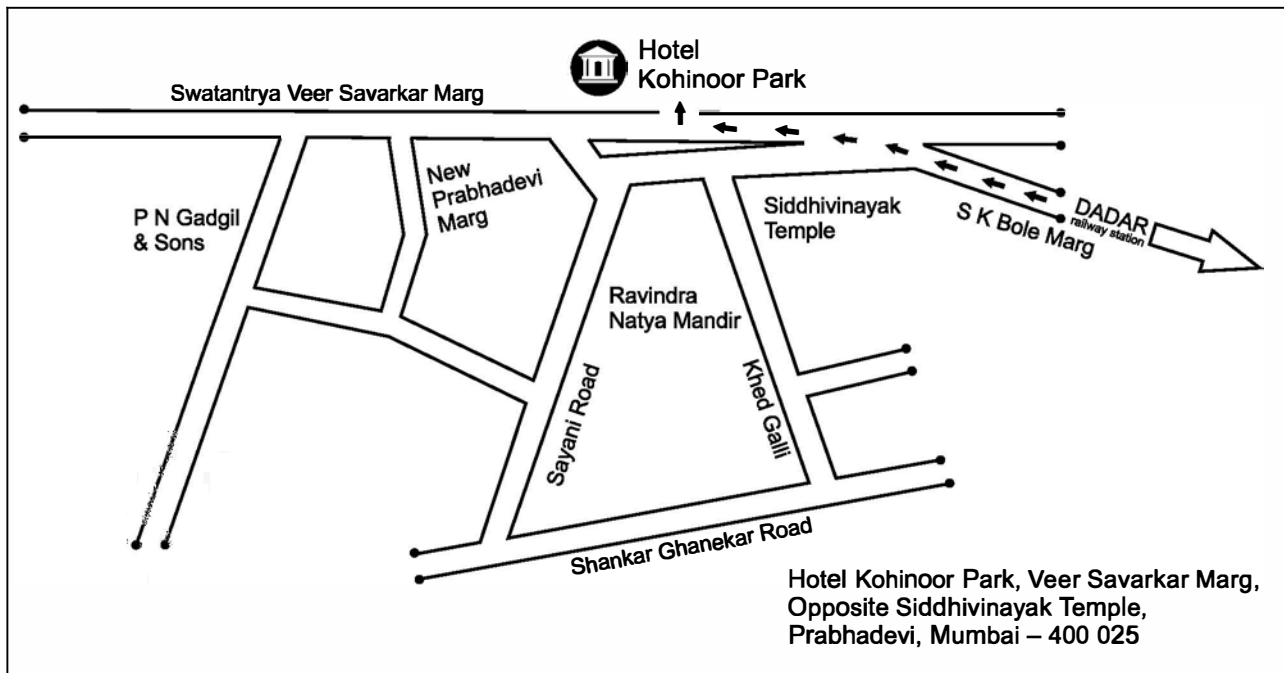 Hotel
Kohinoor Park
Swatantrya Veer Savarkar Marg
New
Prabhadevi
Marg
P N Gadgil
& Sons
Siddhivinayak
Temple
S K Bole Marg
DADAR
railway station
Ravindra
Natya Mandir
Sayani Road
Khed Galli
Shankar Ghanekar Road
Hotel Kohinoor Park, Veer Savarkar Marg,
Opposite Siddhivinayak Temple,
Prabhadevi, Mumbai – 400 025